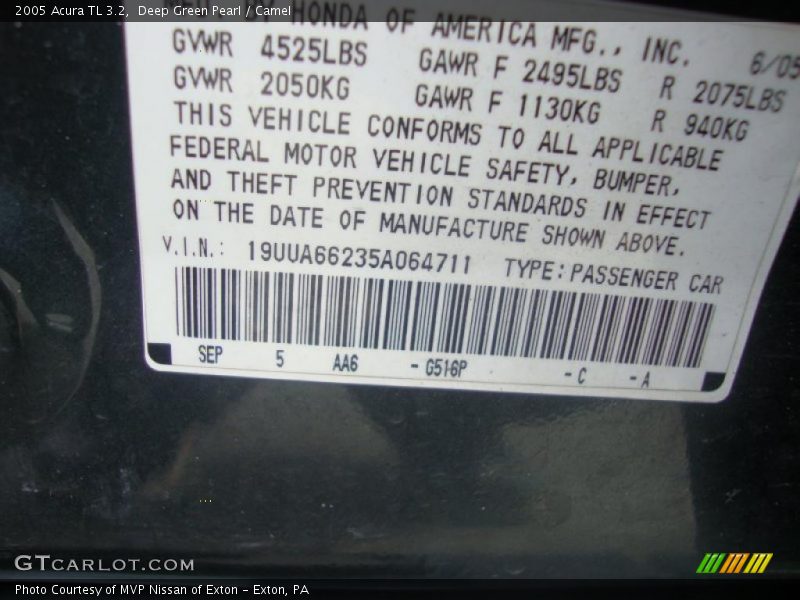 2005 Acura TL 3.2, Deep Green Pearl / Camel
HONDA OF AMERICA MFG., INC. 6/05
GVWR 4525LBS GAWR F 2495LBS R 2075LBS
GVWR 2050KG GAWR F 1130KG R 940KG
THIS VEHICLE CONFORMS TO ALL APPLICABLE
FEDERAL MOTOR VEHICLE SAFETY, BUMPER,
AND THEFT PREVENTION STANDARDS IN EFFECT
ON THE DATE OF MANUFACTURE SHOWN ABOVE.
V.I.N.: 19UUA66235A064711 TYPE:PASSENGER CAR
SEP 5 AA6 -G516P -C -A
GTCARLOT.COM
Photo Courtesy of MVP Nissan of Exton - Exton, PA